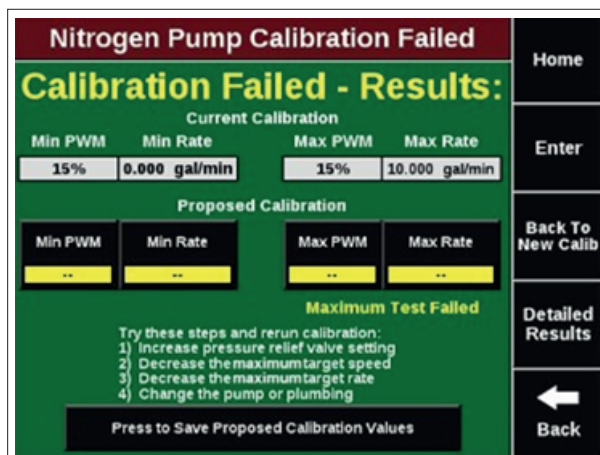 Nitrogen Pump Calibration Failed
Calibration Failed - Results:
Current Calibration
Min PWM Min Rate Max PWM Max Rate
15% 0.000 gal/min 15% 10.000 gal/min
Proposed Calibration
Min PWM Min Rate Max PWM Max Rate
-- -- -- --
Maximum Test Failed
Try these steps and rerun calibration:
1) Increase pressure relief valve setting
2) Decrease the maximum target speed
3) Decrease the maximum target rate
4) Change the pump or plumbing
Press to Save Proposed Calibration Values
Home
Enter
Back To
New Calib
Detailed
Results
Back